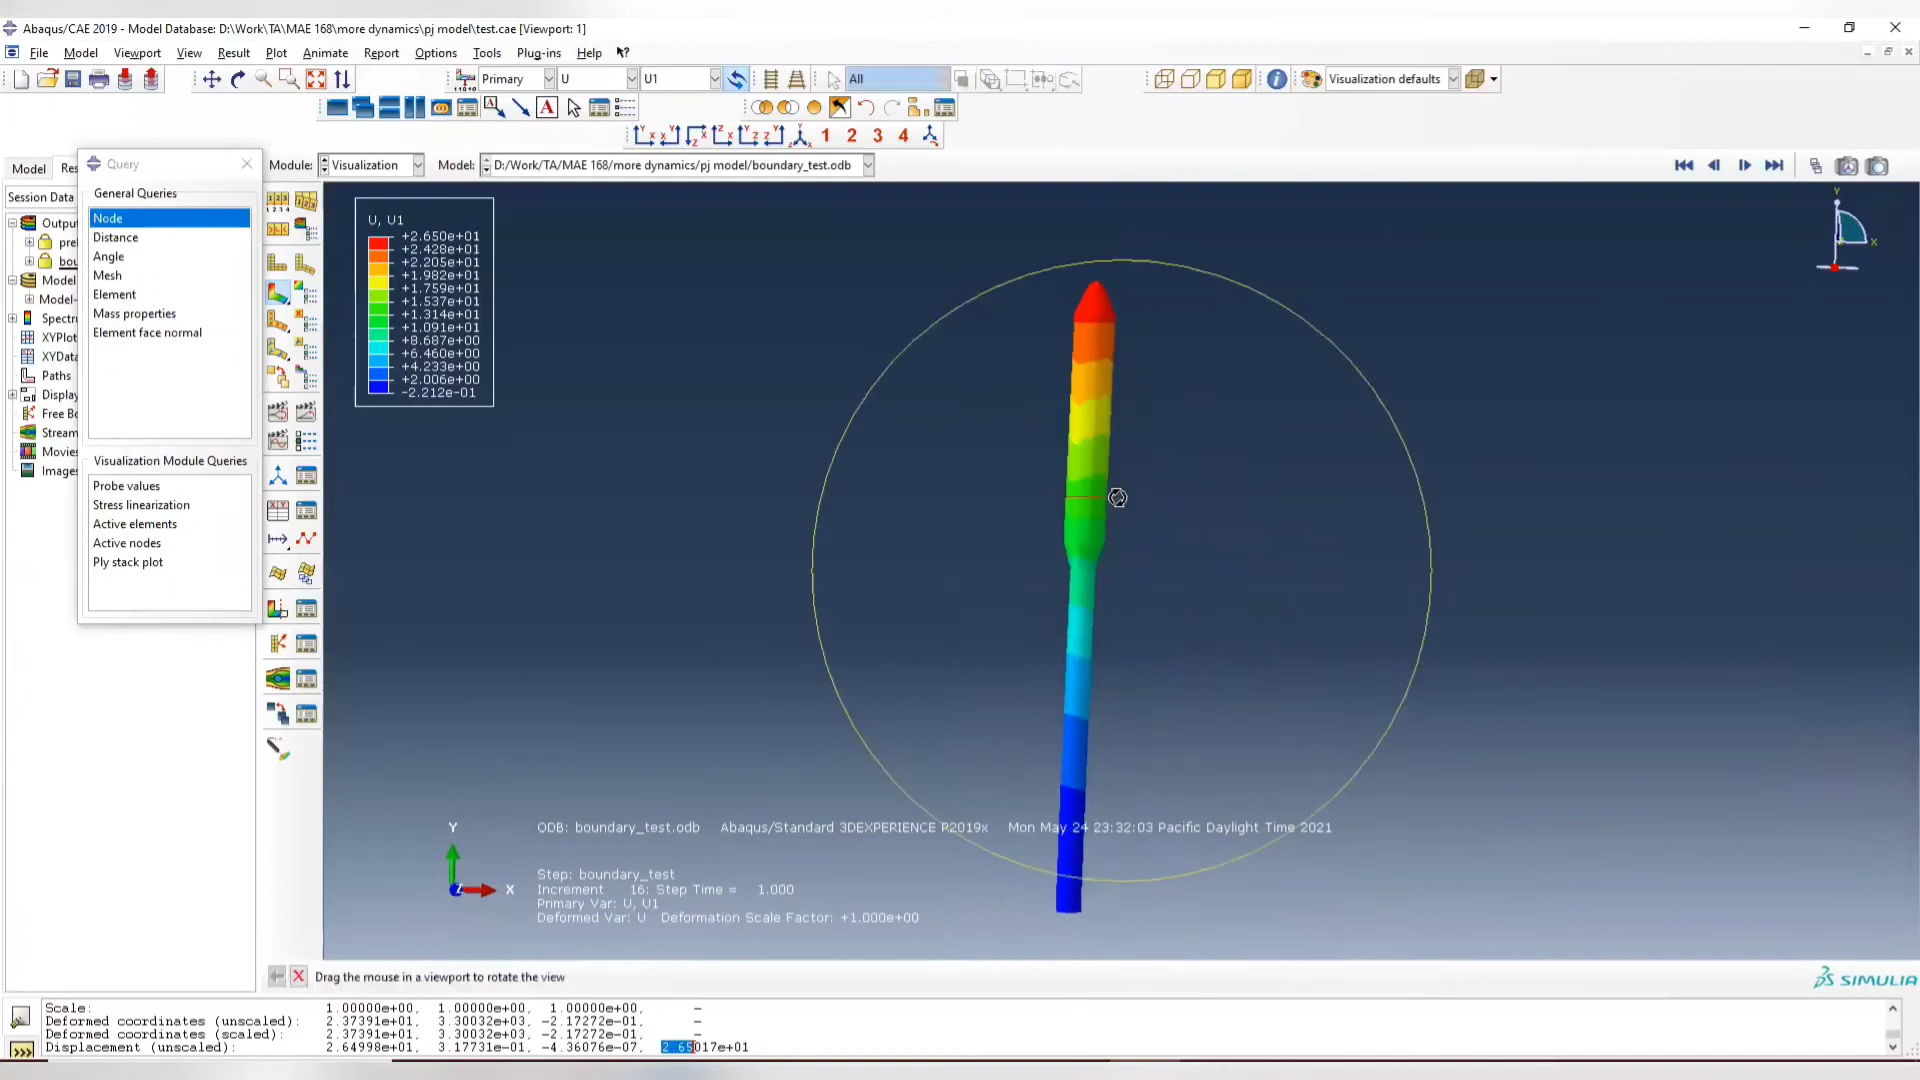 Abaqus/CAE 2019 - Model Database: D:\Work\TA\MAE 168\more dynamics\pj model\test.cae [Viewport: 1]
File Model Viewport View Result Plot Animate Report Options Tools Plug-ins Help
Primary U U1 All Visualization defaults
1 2 3 4
Model Res
Module: Visualization Model: D:/Work/TA/MAE 168/more dynamics/pj model/boundary_test.odb
Session Data
Outpu
pre
bou
Model
Model-
Spectr
XYPlot
XYData
Paths
Display
Free Bo
Stream
Movies
Images
Query
General Queries
Node
Distance
Angle
Mesh
Element
Mass properties
Element face normal
Visualization Module Queries
Probe values
Stress linearization
Active elements
Active nodes
Ply stack plot
U, U1
+2.650e+01
+2.428e+01
+2.205e+01
+1.982e+01
+1.759e+01
+1.537e+01
+1.314e+01
+1.091e+01
+8.687e+00
+6.460e+00
+4.233e+00
+2.006e+00
-2.212e-01
Y
X
Y
Z X
ODB: boundary_test.odb Abaqus/Standard 3DEXPERIENCE R2019x Mon May 24 23:32:03 Pacific Daylight Time 2021
Step: boundary_test
Increment 16: Step Time = 1.000
Primary Var: U, U1
Deformed Var: U Deformation Scale Factor: +1.000e+00
Drag the mouse in a viewport to rotate the view
SIMULIA
Scale: 1.00000e+00, 1.00000e+00, 1.00000e+00, -
Deformed coordinates (unscaled): 2.37391e+01, 3.30032e+03, -2.17272e-01, -
Deformed coordinates (scaled): 2.37391e+01, 3.30032e+03, -2.17272e-01, -
Displacement (unscaled): 2.64998e+01, 3.17731e-01, -4.36076e-07, 2.65017e+01